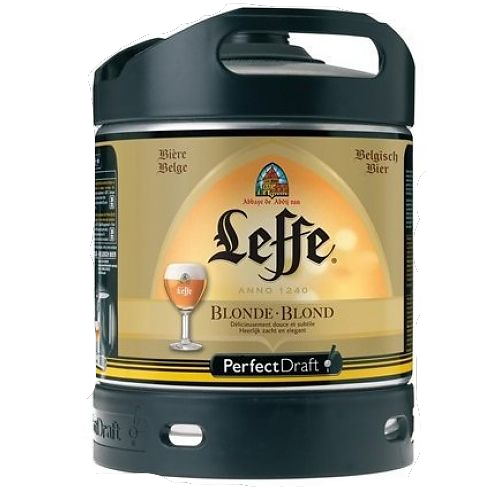 Bière
Belge
Belgisch
Bier
Abbaye de Abdij van
Leffe®
ANNO 1240
BLONDE · BLOND
Délicieusement douce et subtile
Heerlijk zacht en elegant
Leffe
PerfectDraft
Draft